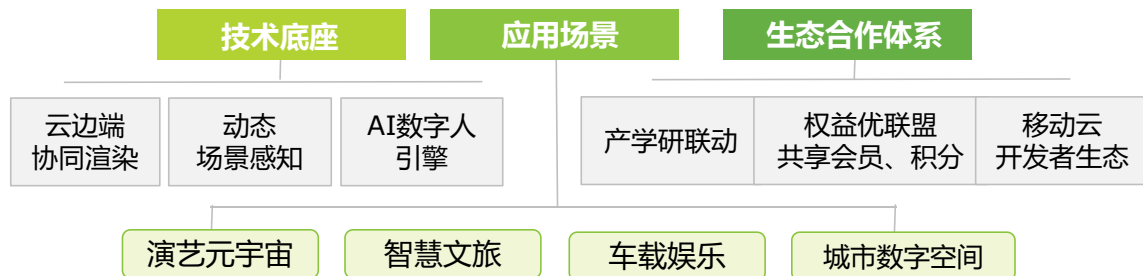 技术底座
应用场景
生态合作体系
云边端
协同渲染
动态
场景感知
AI数字人
引擎
产学研联动
权益优联盟
共享会员、积分
移动云
开发者生态
演艺元宇宙
智慧文旅
车载娱乐
城市数字空间